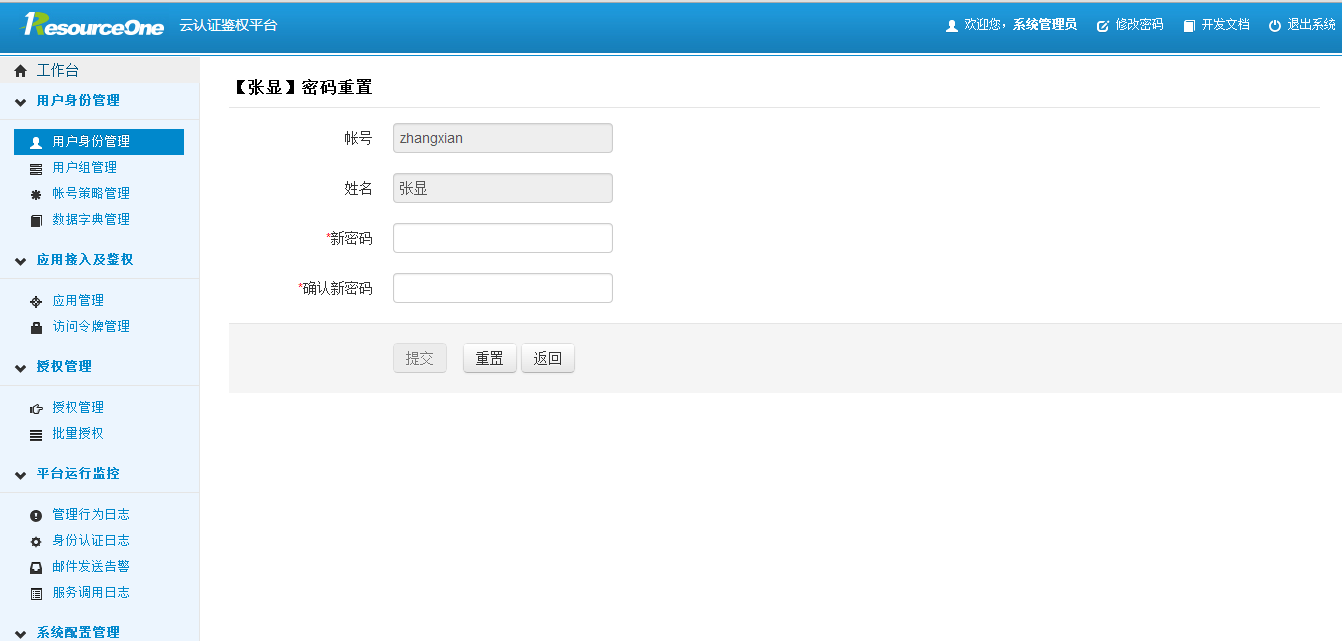 1ResourceOne 云认证鉴权平台 欢迎您，系统管理员 修改密码 开发文档 退出系统
工作台
用户身份管理
用户身份管理
用户组管理
帐号策略管理
数据字典管理
应用接入及鉴权
应用管理
访问令牌管理
授权管理
授权管理
批量授权
平台运行监控
管理行为日志
身份认证日志
邮件发送告警
服务调用日志
系统配置管理
【张显】密码重置
帐号 zhangxian
姓名 张显
*新密码
*确认新密码
提交 重置 返回